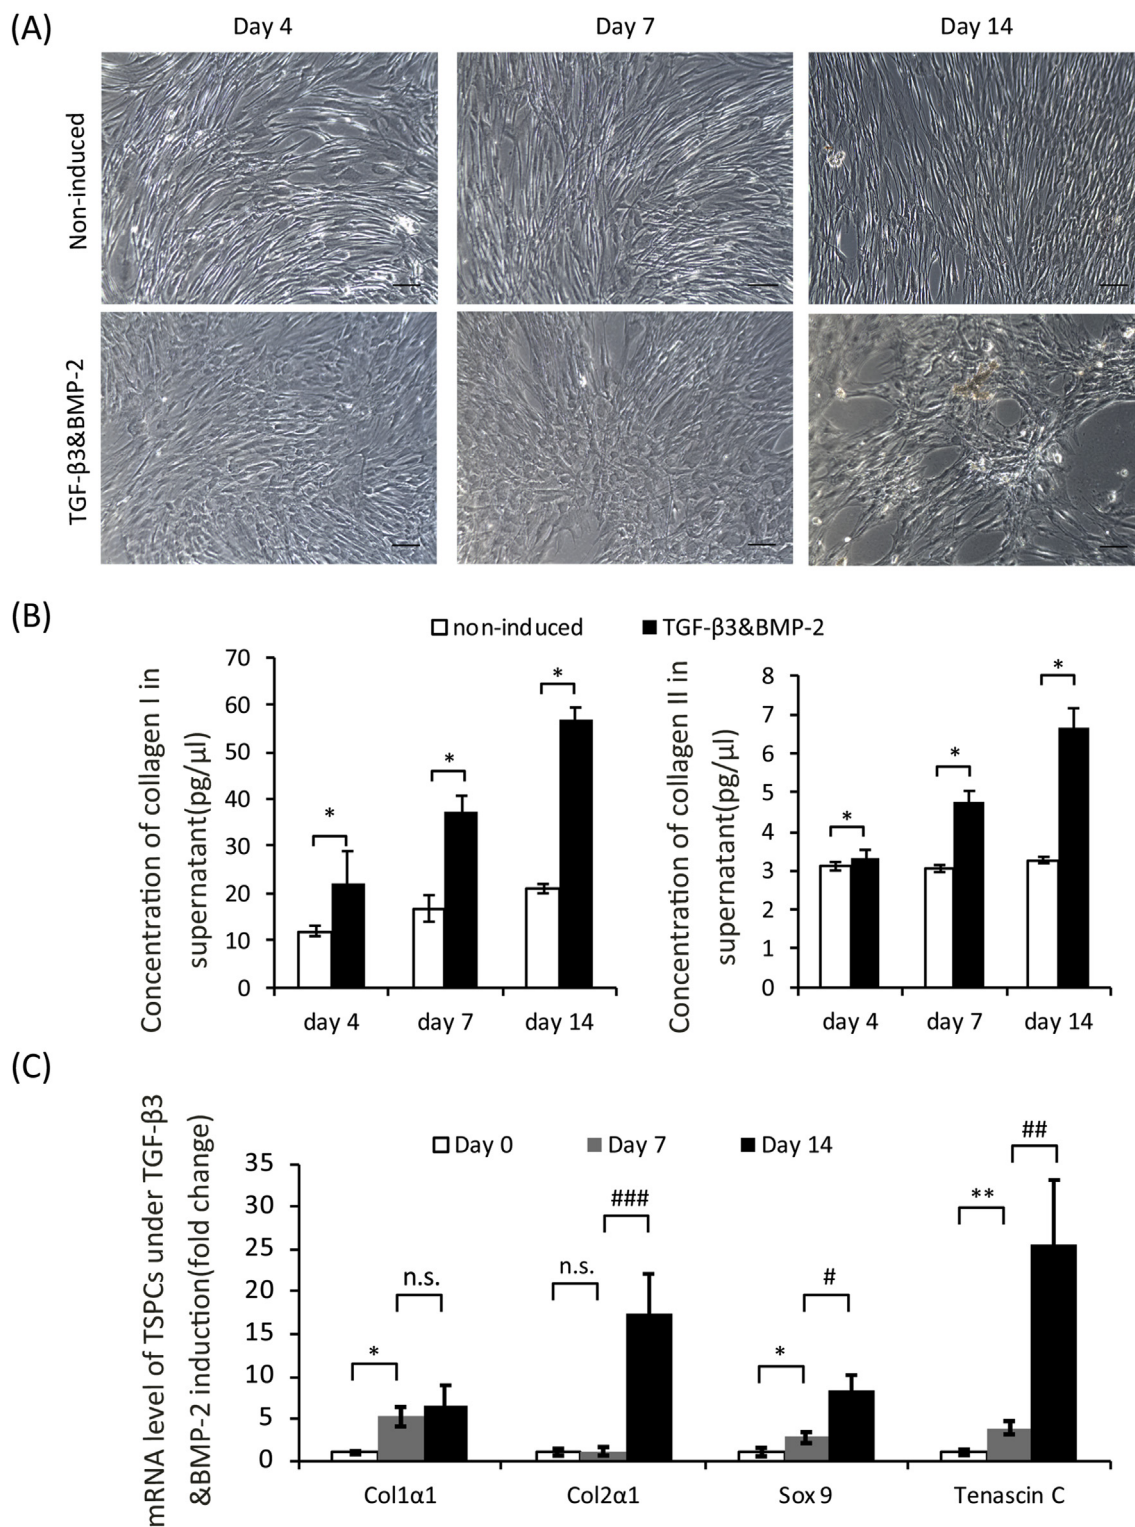 (A)
Day 4
Day 7
Day 14
Non-induced
TGF-β3&BMP-2
(B)
non-induced
TGF-β3&BMP-2
Concentration of collagen I in
supernatant(pg/μl)
70
60
50
40
30
20
10
0
*
*
*
day 4
day 7
day 14
Concentration of collagen II in
supernatant(pg/μl)
8
7
6
5
4
3
2
1
0
*
*
*
day 4
day 7
day 14
(C)
mRNA level of TSPCs under TGF-β3
&BMP-2 induction(fold change)
Day 0
Day 7
Day 14
35
30
25
20
15
10
5
0
*
n.s.
n.s.
###
*
#
**
##
Col1α1
Col2α1
Sox 9
Tenascin C